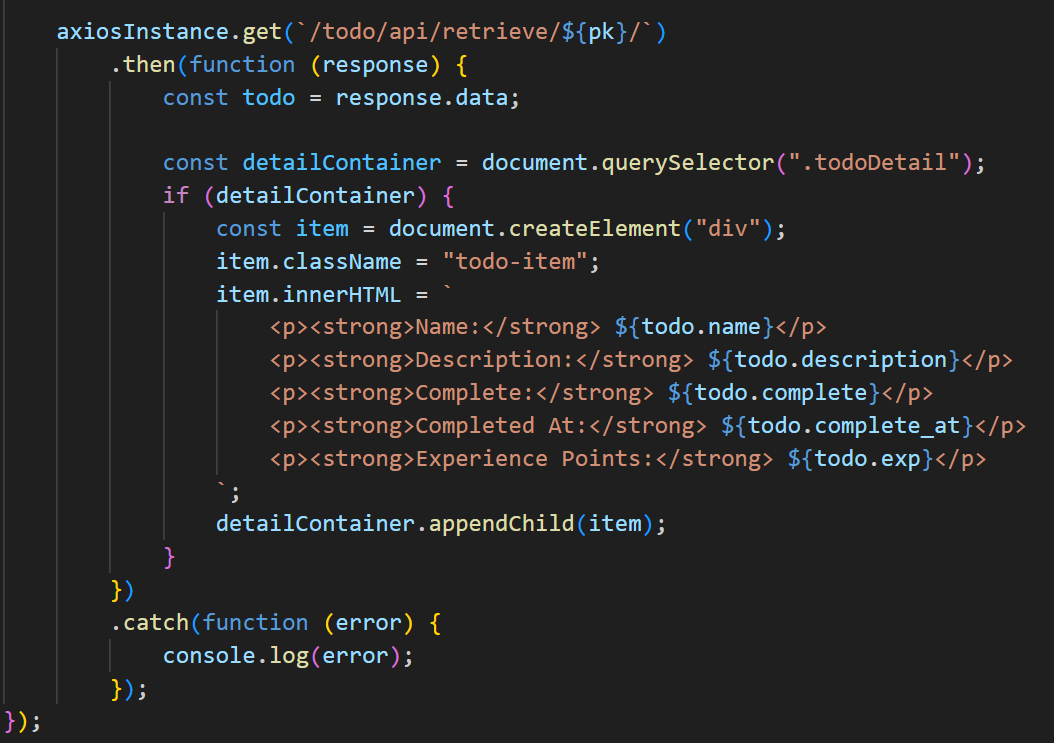 axiosInstance.get(`/todo/api/retrieve/${pk}/`)
.then(function (response) {
const todo = response.data;
const detailContainer = document.querySelector(".todoDetail");
if (detailContainer) {
const item = document.createElement("div");
item.className = "todo-item";
item.innerHTML = `
<p><strong>Name:</strong> ${todo.name}</p>
<p><strong>Description:</strong> ${todo.description}</p>
<p><strong>Complete:</strong> ${todo.complete}</p>
<p><strong>Completed At:</strong> ${todo.complete_at}</p>
<p><strong>Experience Points:</strong> ${todo.exp}</p>
`;
detailContainer.appendChild(item);
}
})
.catch(function (error) {
console.log(error);
});
});